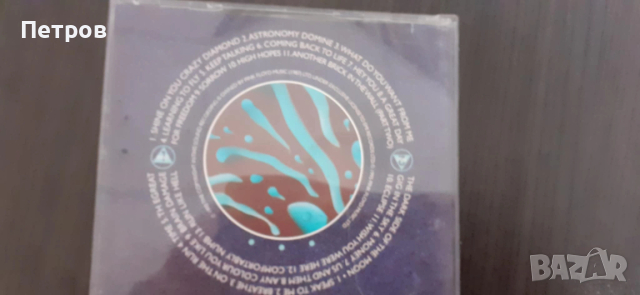 Петров
1 SHINE ON YOU CRAZY DIAMOND 2. ASTRONOMY DOMINE 3. WHAT DO YOU WANT FROM ME
4. LEARNING TO FLY 5. KEEP TALKING 6. COMING BACK TO LIFE 7. HEY YOU 8. A GREAT DAY
FOR FREEDOM 9. SORROW 10. HIGH HOPES 11. ANOTHER BRICK IN THE WALL (PART TWO)
THE DARK SIDE OF THE MOON - 1. SPEAK TO ME 2. BREATHE 3. ON THE RUN 4. TIME 5. THE GREAT
GIG IN THE SKY 6. MONEY 7. US AND THEM 8. ANY COLOUR YOU LIKE 9. BRAIN DAMAGE
10. ECLIPSE 11. WISH YOU WERE HERE 12. COMFORTABLY NUMB 13. RUN LIKE HELL
BAZAR
bg